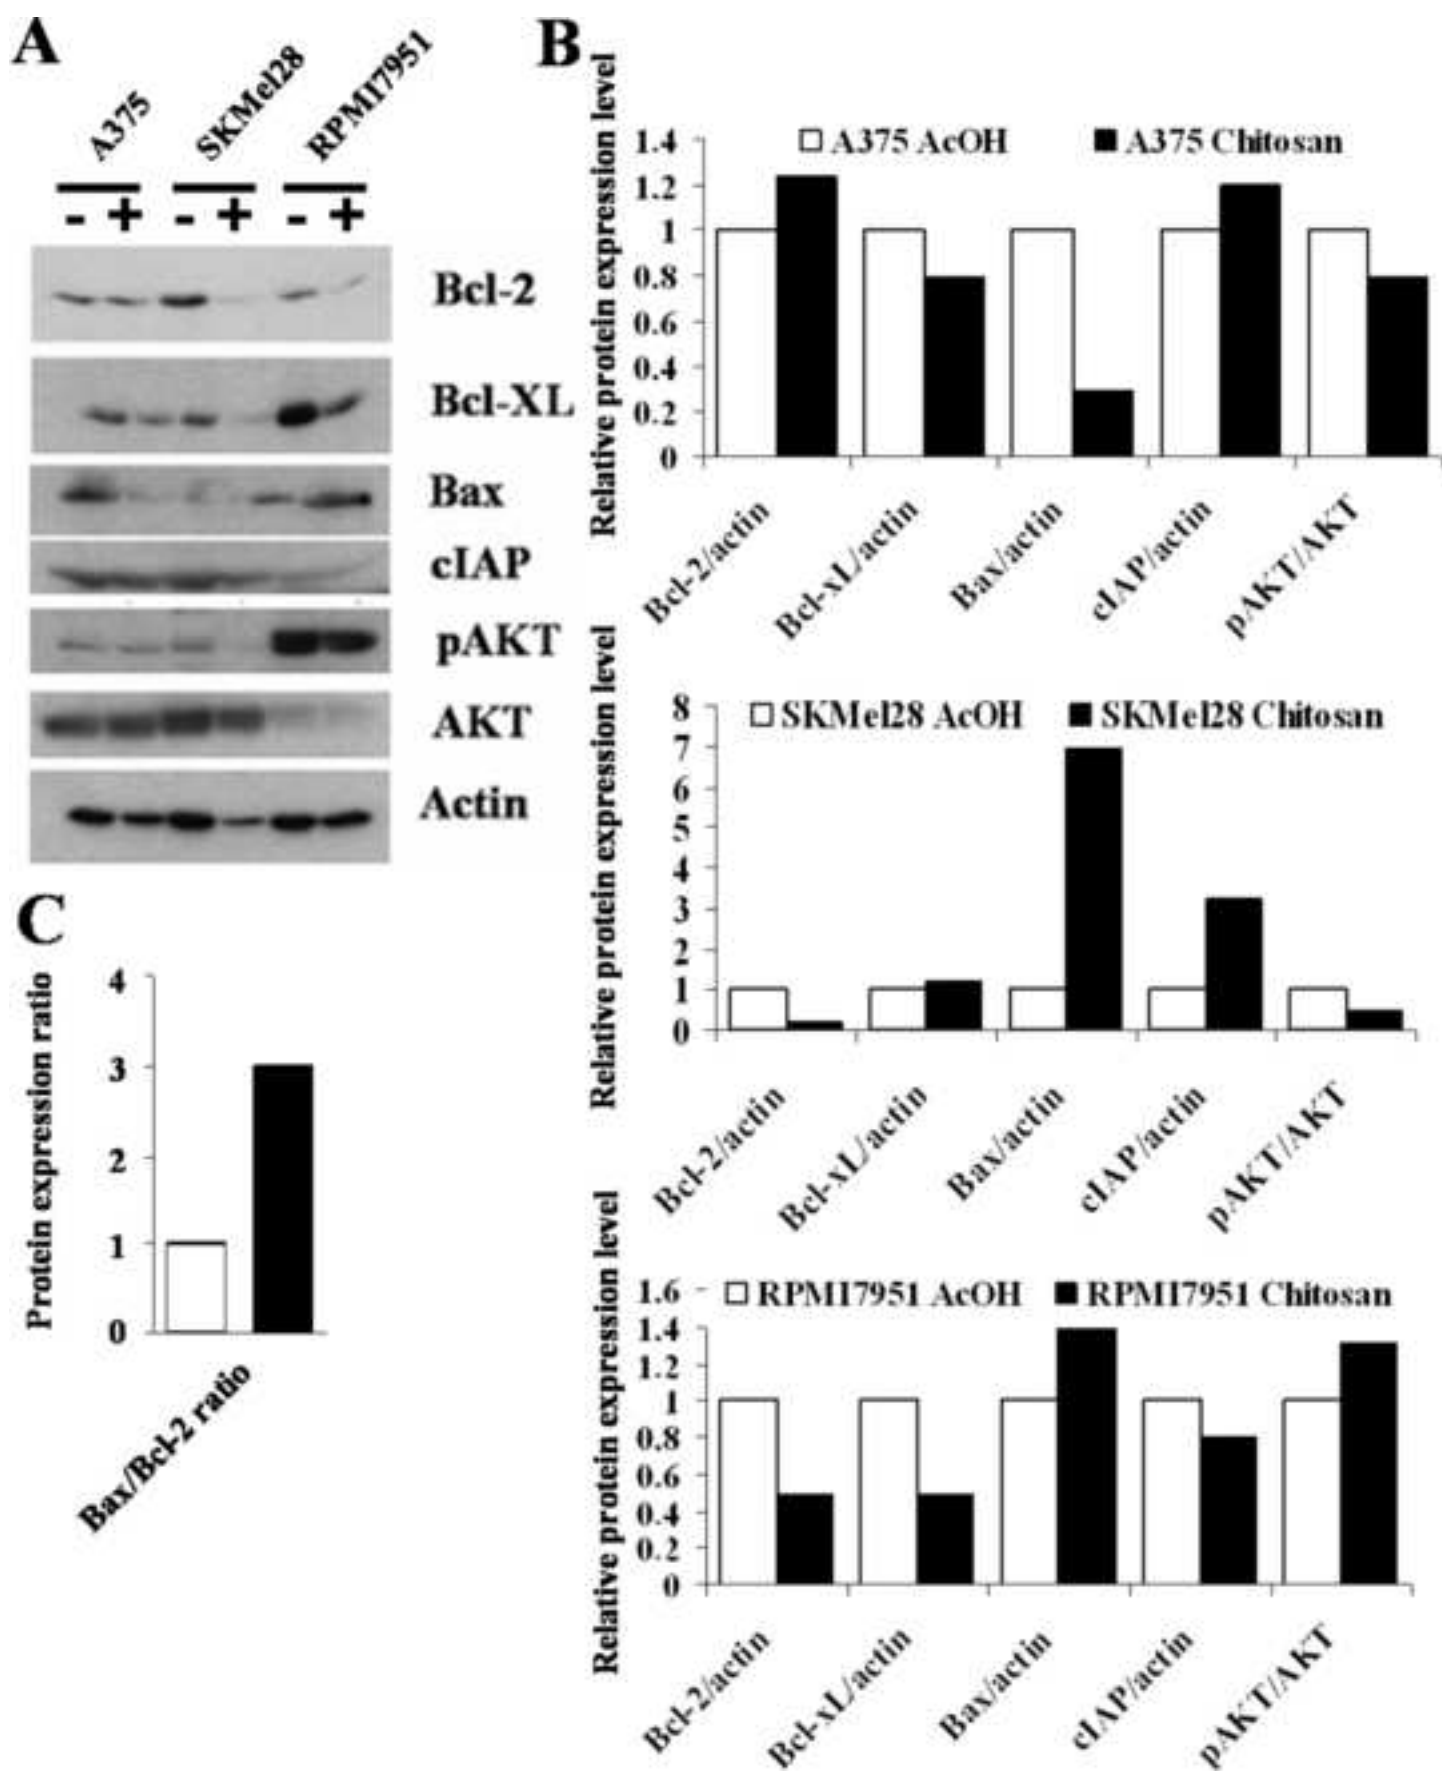 A
A375
SKMel28
RPMI7951
- + - + - +
Bcl-2
Bcl-XL
Bax
cIAP
pAKT
AKT
Actin
B
Relative protein expression level
A375 AcOH
A375 Chitosan
1.4
1.2
1
0.8
0.6
0.4
0.2
0
Bcl-2/actin
Bcl-xL/actin
Bax/actin
cIAP/actin
pAKT/AKT
Relative protein expression level
SKMel28 AcOH
SKMel28 Chitosan
8
7
6
5
4
3
2
1
0
Bcl-2/actin
Bcl-xL/actin
Bax/actin
cIAP/actin
pAKT/AKT
Relative protein expression level
RPMI7951 AcOH
RPMI7951 Chitosan
1.6
1.4
1.2
1
0.8
0.6
0.4
0.2
0
Bcl-2/actin
Bcl-xL/actin
Bax/actin
cIAP/actin
pAKT/AKT
C
Protein expression ratio
4
3
2
1
0
Bax/Bcl-2 ratio